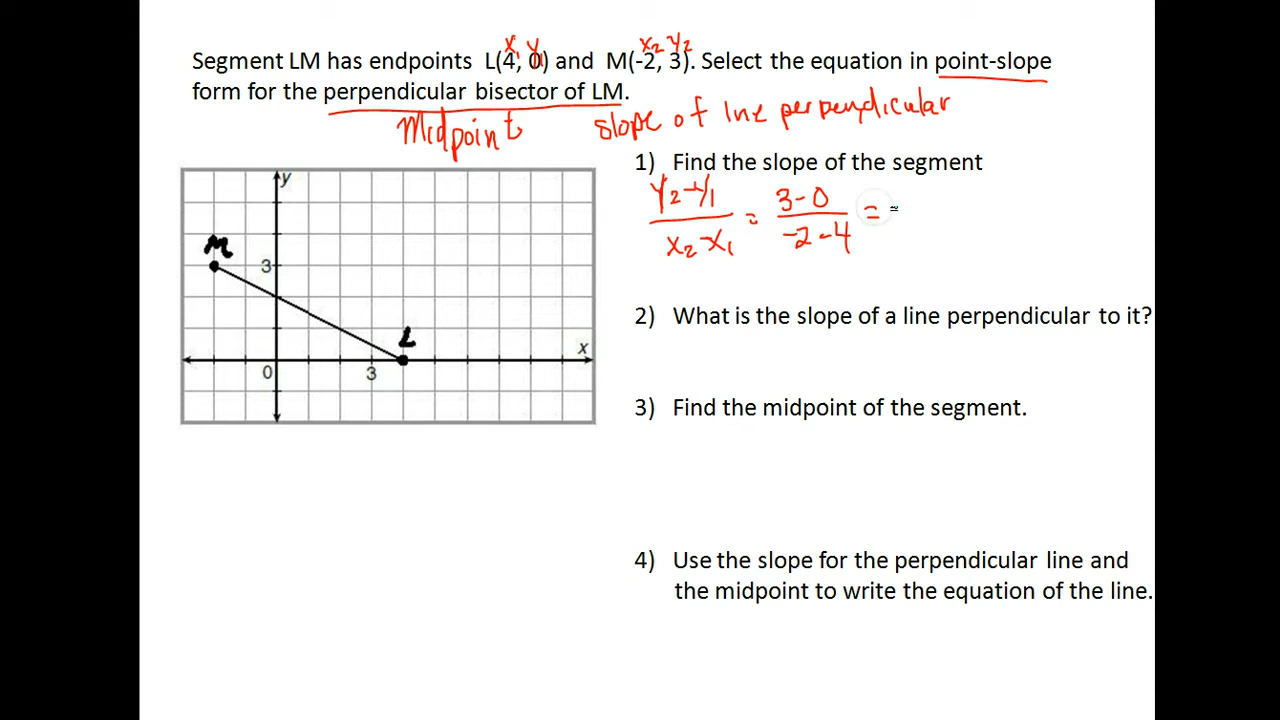 x₁ y₁ x₂ y₂
Segment LM has endpoints L(4, 0) and M(-2, 3). Select the equation in point-slope
form for the perpendicular bisector of LM.
Midpoint slope of line perpendicular
1) Find the slope of the segment
y₂-y₁ / x₂-x₁ = 3-0 / -2-4 = -
2) What is the slope of a line perpendicular to it?
3) Find the midpoint of the segment.
4) Use the slope for the perpendicular line and
the midpoint to write the equation of the line.
y
M
3
L
x
0 3